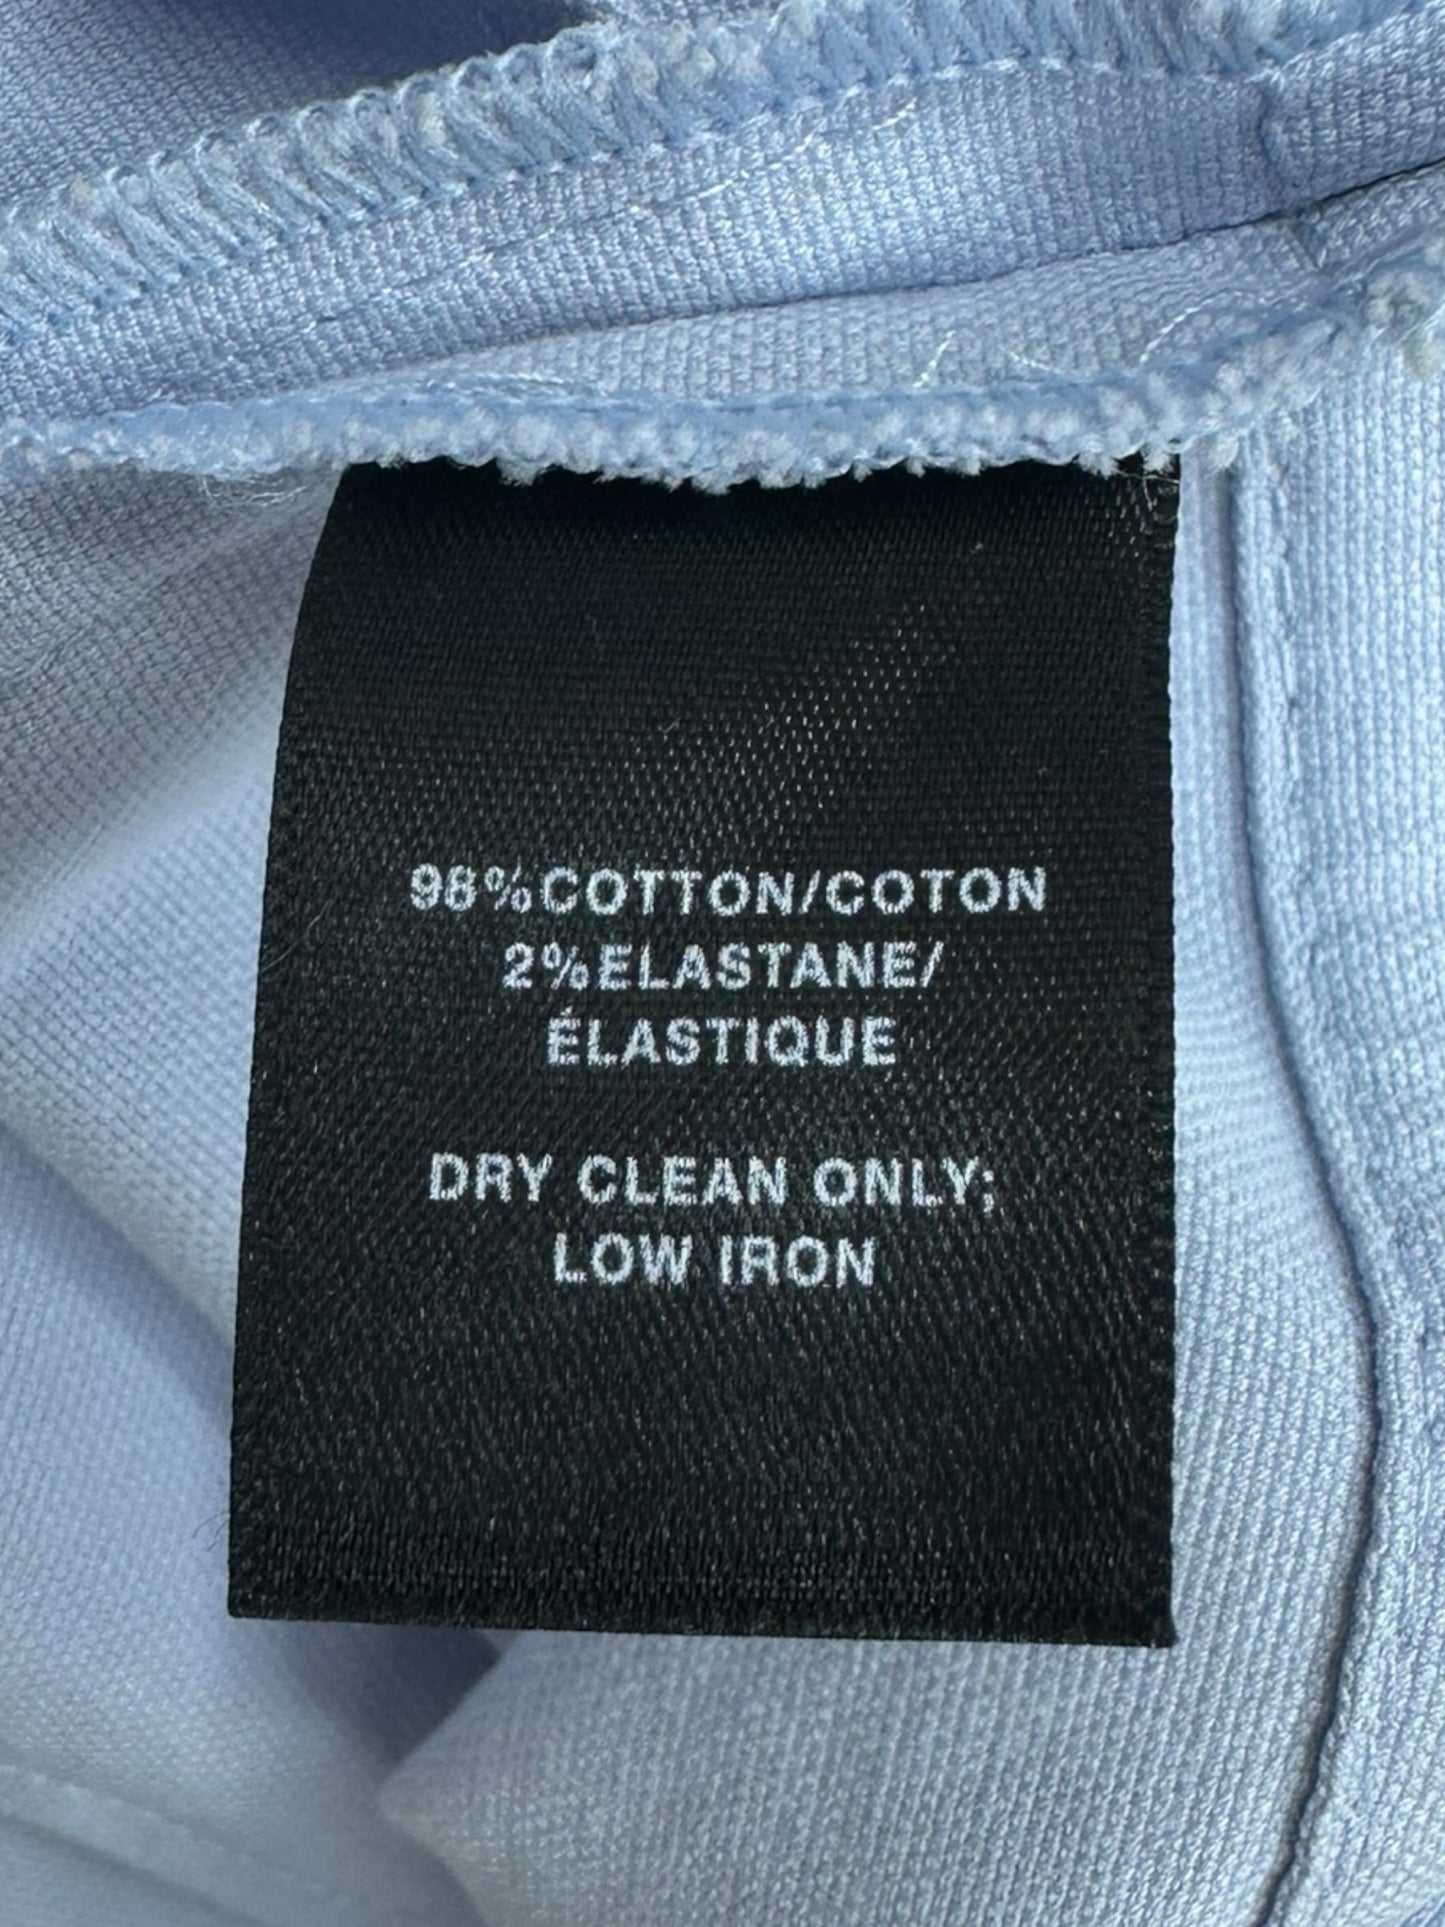 98%COTTON/COTON
2%ELASTANE/
ÉLASTIQUE
DRY CLEAN ONLY;
LOW IRON